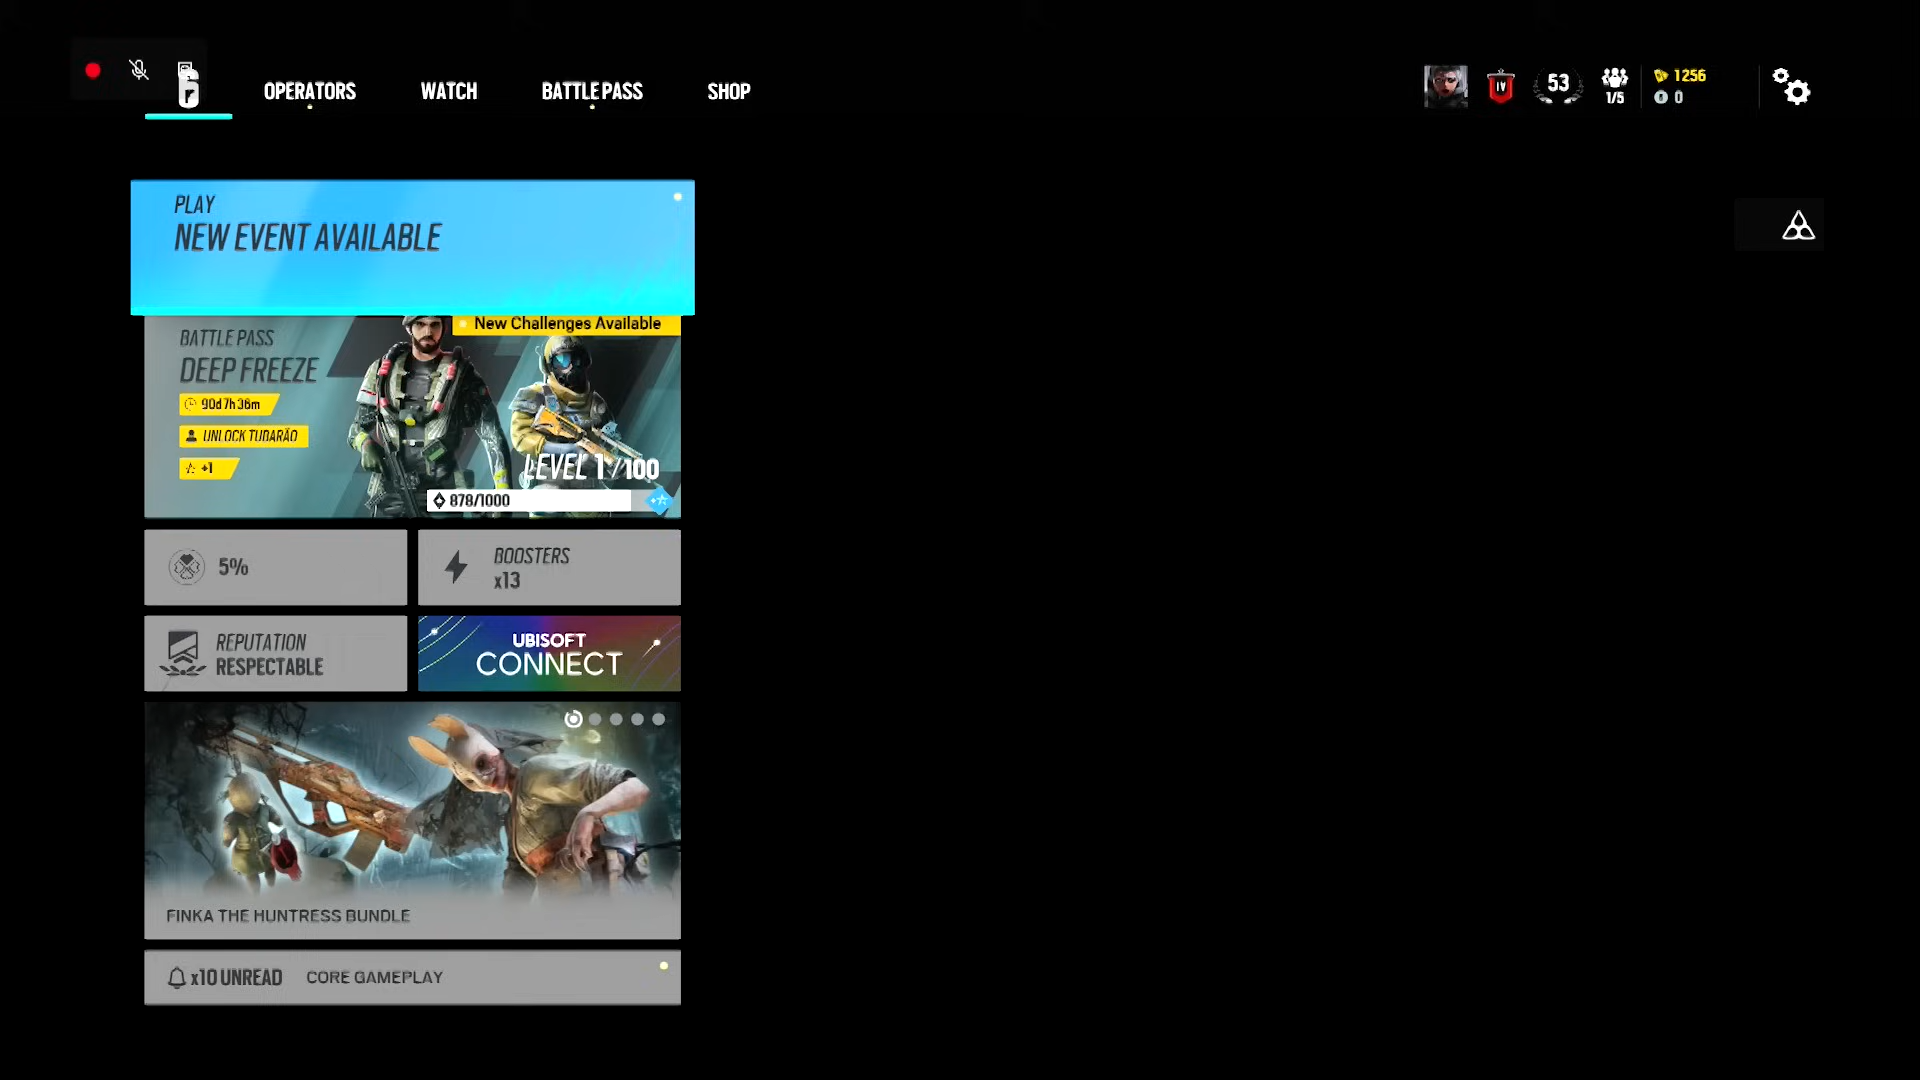 OPERATORS
WATCH
BATTLE PASS
SHOP
IV
53
1/5
1256
0
PLAY
NEW EVENT AVAILABLE
New Challenges Available
BATTLE PASS
DEEP FREEZE
90d 7h 38m
UNLOCK TUBARÃO
+1
LEVEL 1 / 100
878/1000
5%
BOOSTERS
x13
REPUTATION
RESPECTABLE
UBISOFT
CONNECT
FINKA THE HUNTRESS BUNDLE
x10 UNREAD CORE GAMEPLAY